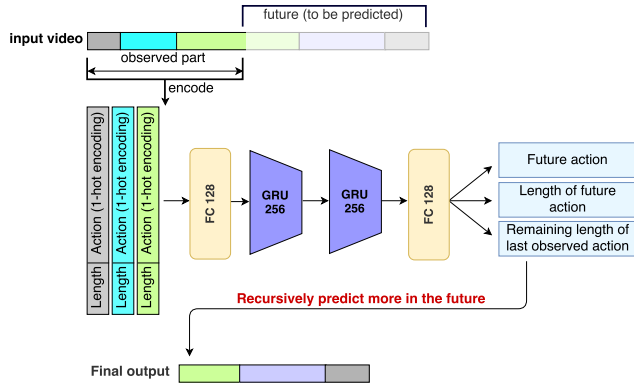 future (to be predicted)
input video
observed part
encode
Action (1-hot encoding)
Length
Action (1-hot encoding)
Length
Action (1-hot encoding)
Length
FC 128
GRU
256
GRU
256
FC 128
Future action
Length of future
action
Remaining length of
last observed action
Recursively predict more in the future
Final output